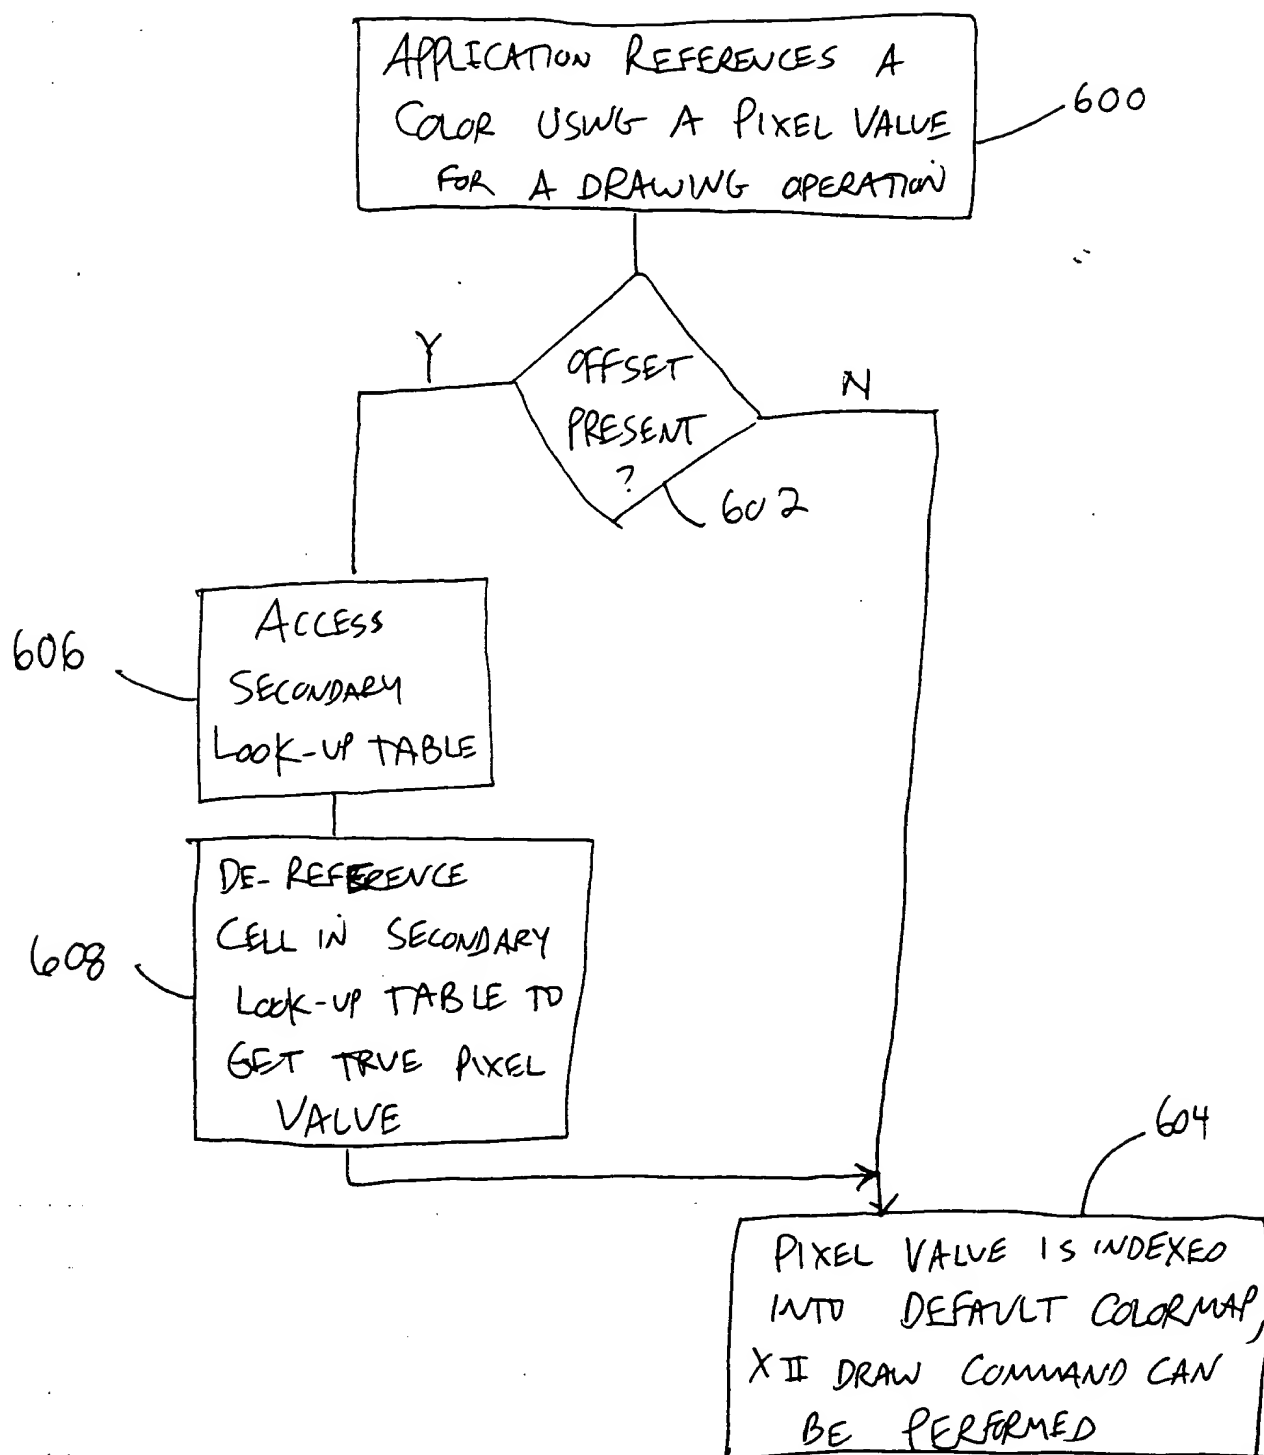 APPLICATION REFERENCES A
COLOR USING A PIXEL VALUE
FOR A DRAWING OPERATION
600
Y
OFFSET
PRESENT
?
N
602
606
ACCESS
SECONDARY
LOOK-UP TABLE
608
DE-REFERENCE
CELL IN SECONDARY
LOOK-UP TABLE TO
GET TRUE PIXEL
VALUE
604
PIXEL VALUE IS INDEXED
INTO DEFAULT COLORMAP,
X11 DRAW COMMAND CAN
BE PERFORMED